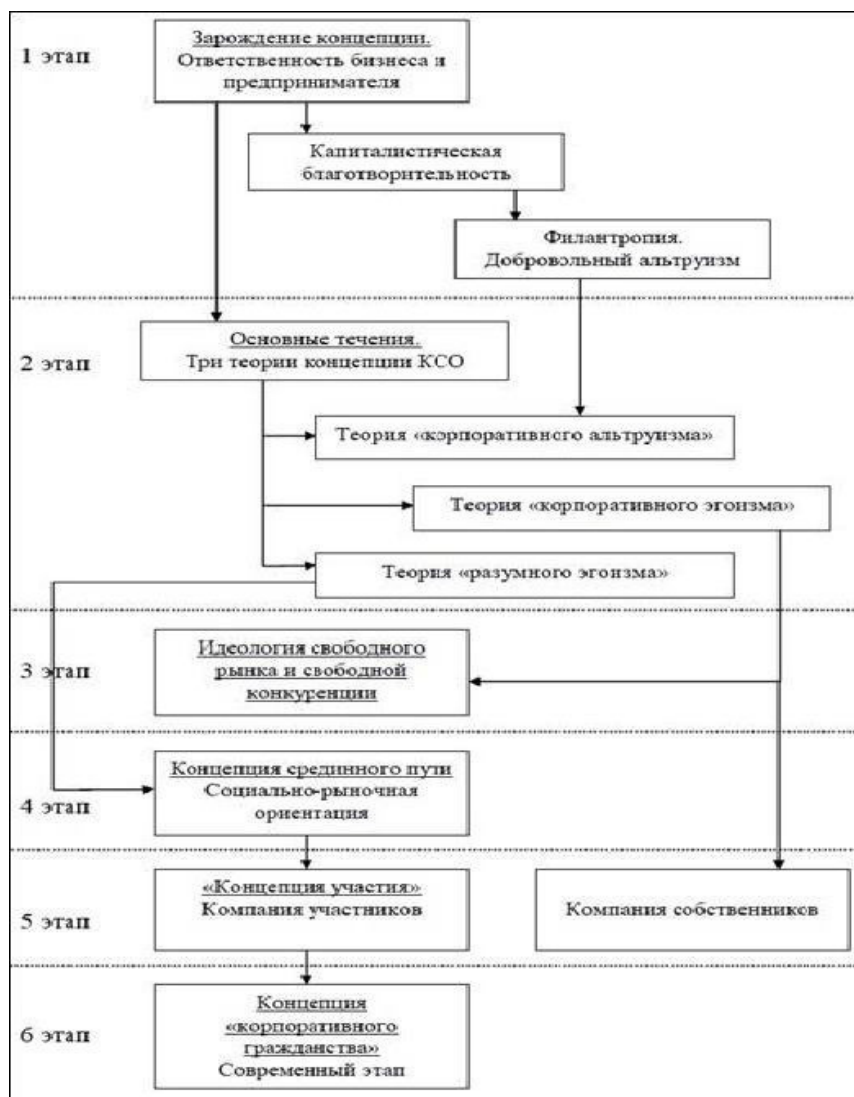 1 этап
Зарождение концепции.
Ответственность бизнеса и
предпринимателя
Капиталистическая
благотворительность
Филантропия.
Добровольный альтруизм
2 этап
Основные течения.
Три теории концепции КСО
Теория «корпоративного альтруизма»
Теория «корпоративного эгоизма»
Теория «разумного эгоизма»
3 этап
Идеология свободного
рынка и свободной
конкуренции
4 этап
Концепция срединного пути
Социально-рыночная
ориентация
5 этап
«Концепция участия»
Компания участников
Компания собственников
6 этап
Концепция
«корпоративного
гражданства»
Современный этап